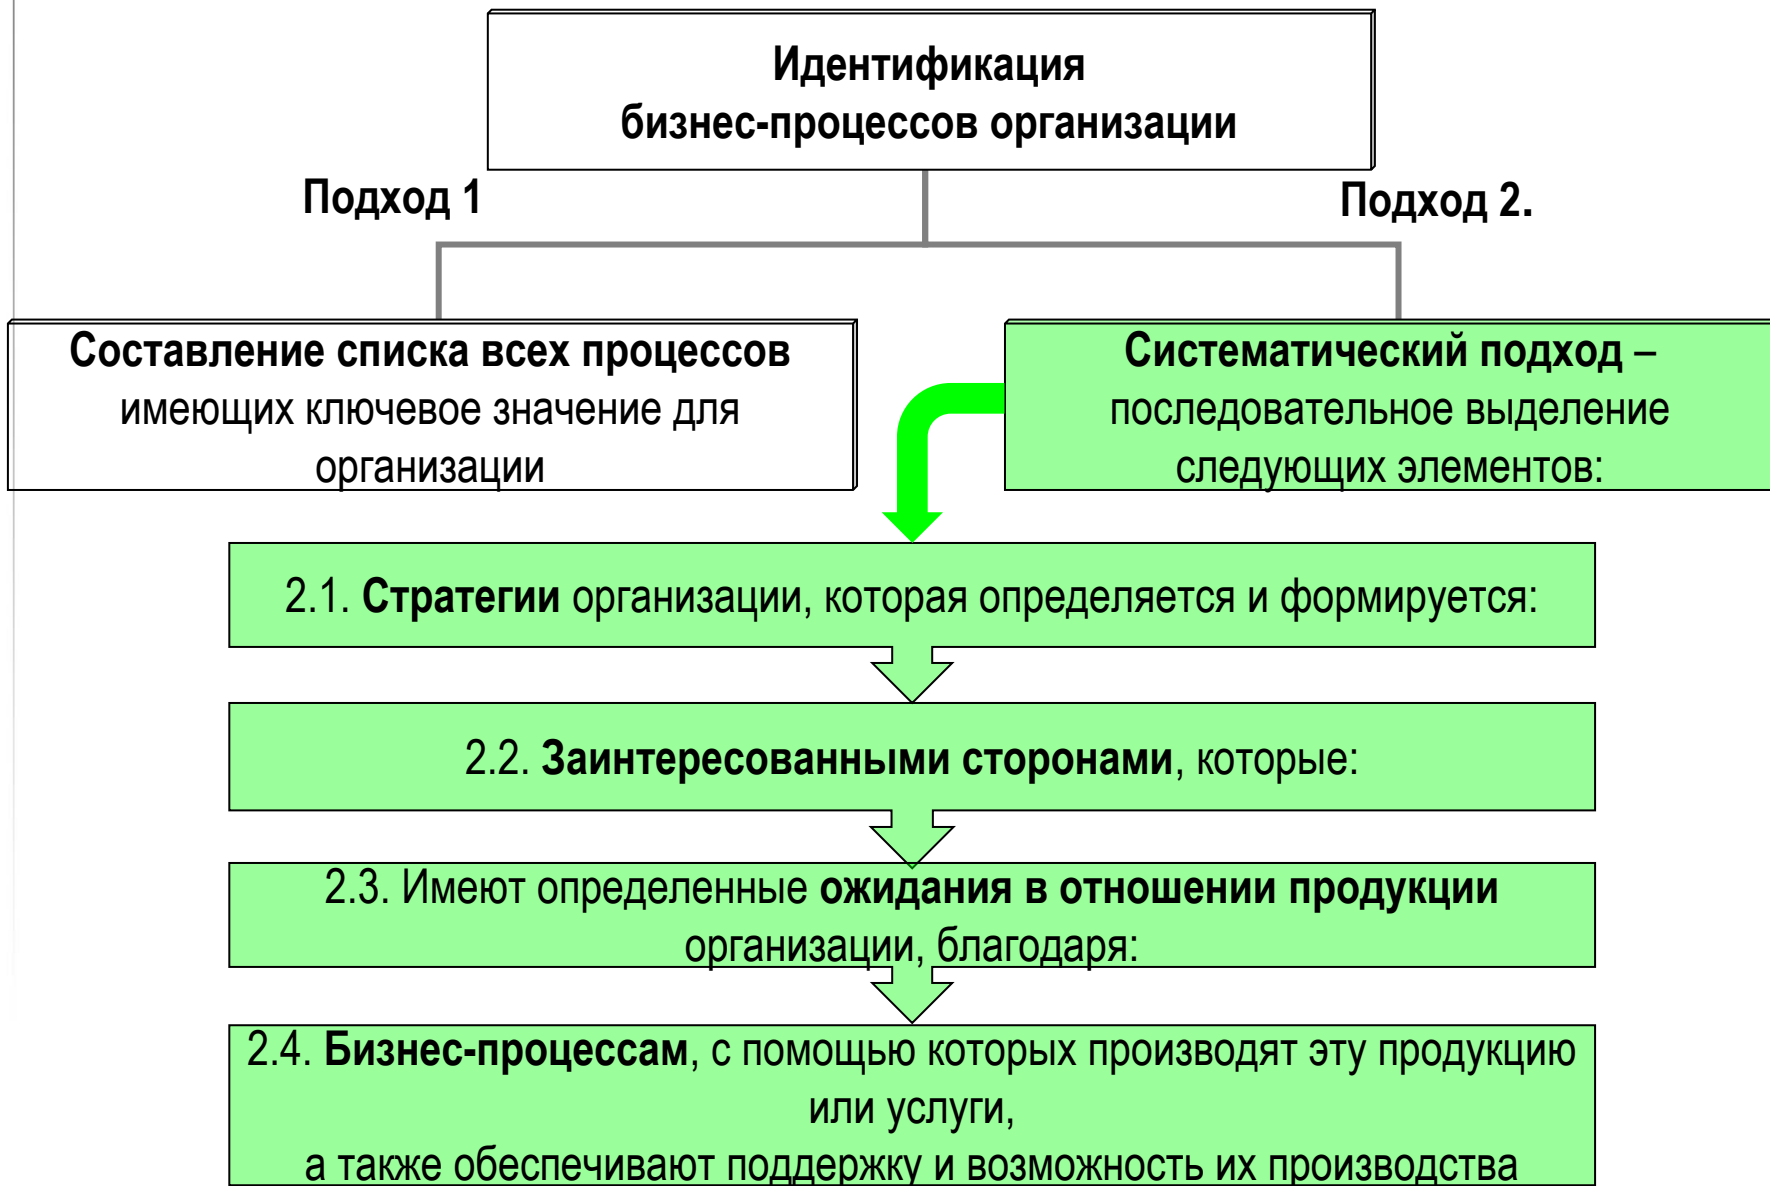 Идентификация
бизнес-процессов организации
Подход 1
Подход 2.
Составление списка всех процессов
имеющих ключевое значение для
организации
Систематический подход –
последовательное выделение
следующих элементов:
2.1. Стратегии организации, которая определяется и формируется:
2.2. Заинтересованными сторонами, которые:
2.3. Имеют определенные ожидания в отношении продукции
организации, благодаря:
2.4. Бизнес-процессам, с помощью которых производят эту продукцию
или услуги,
а также обеспечивают поддержку и возможность их производства